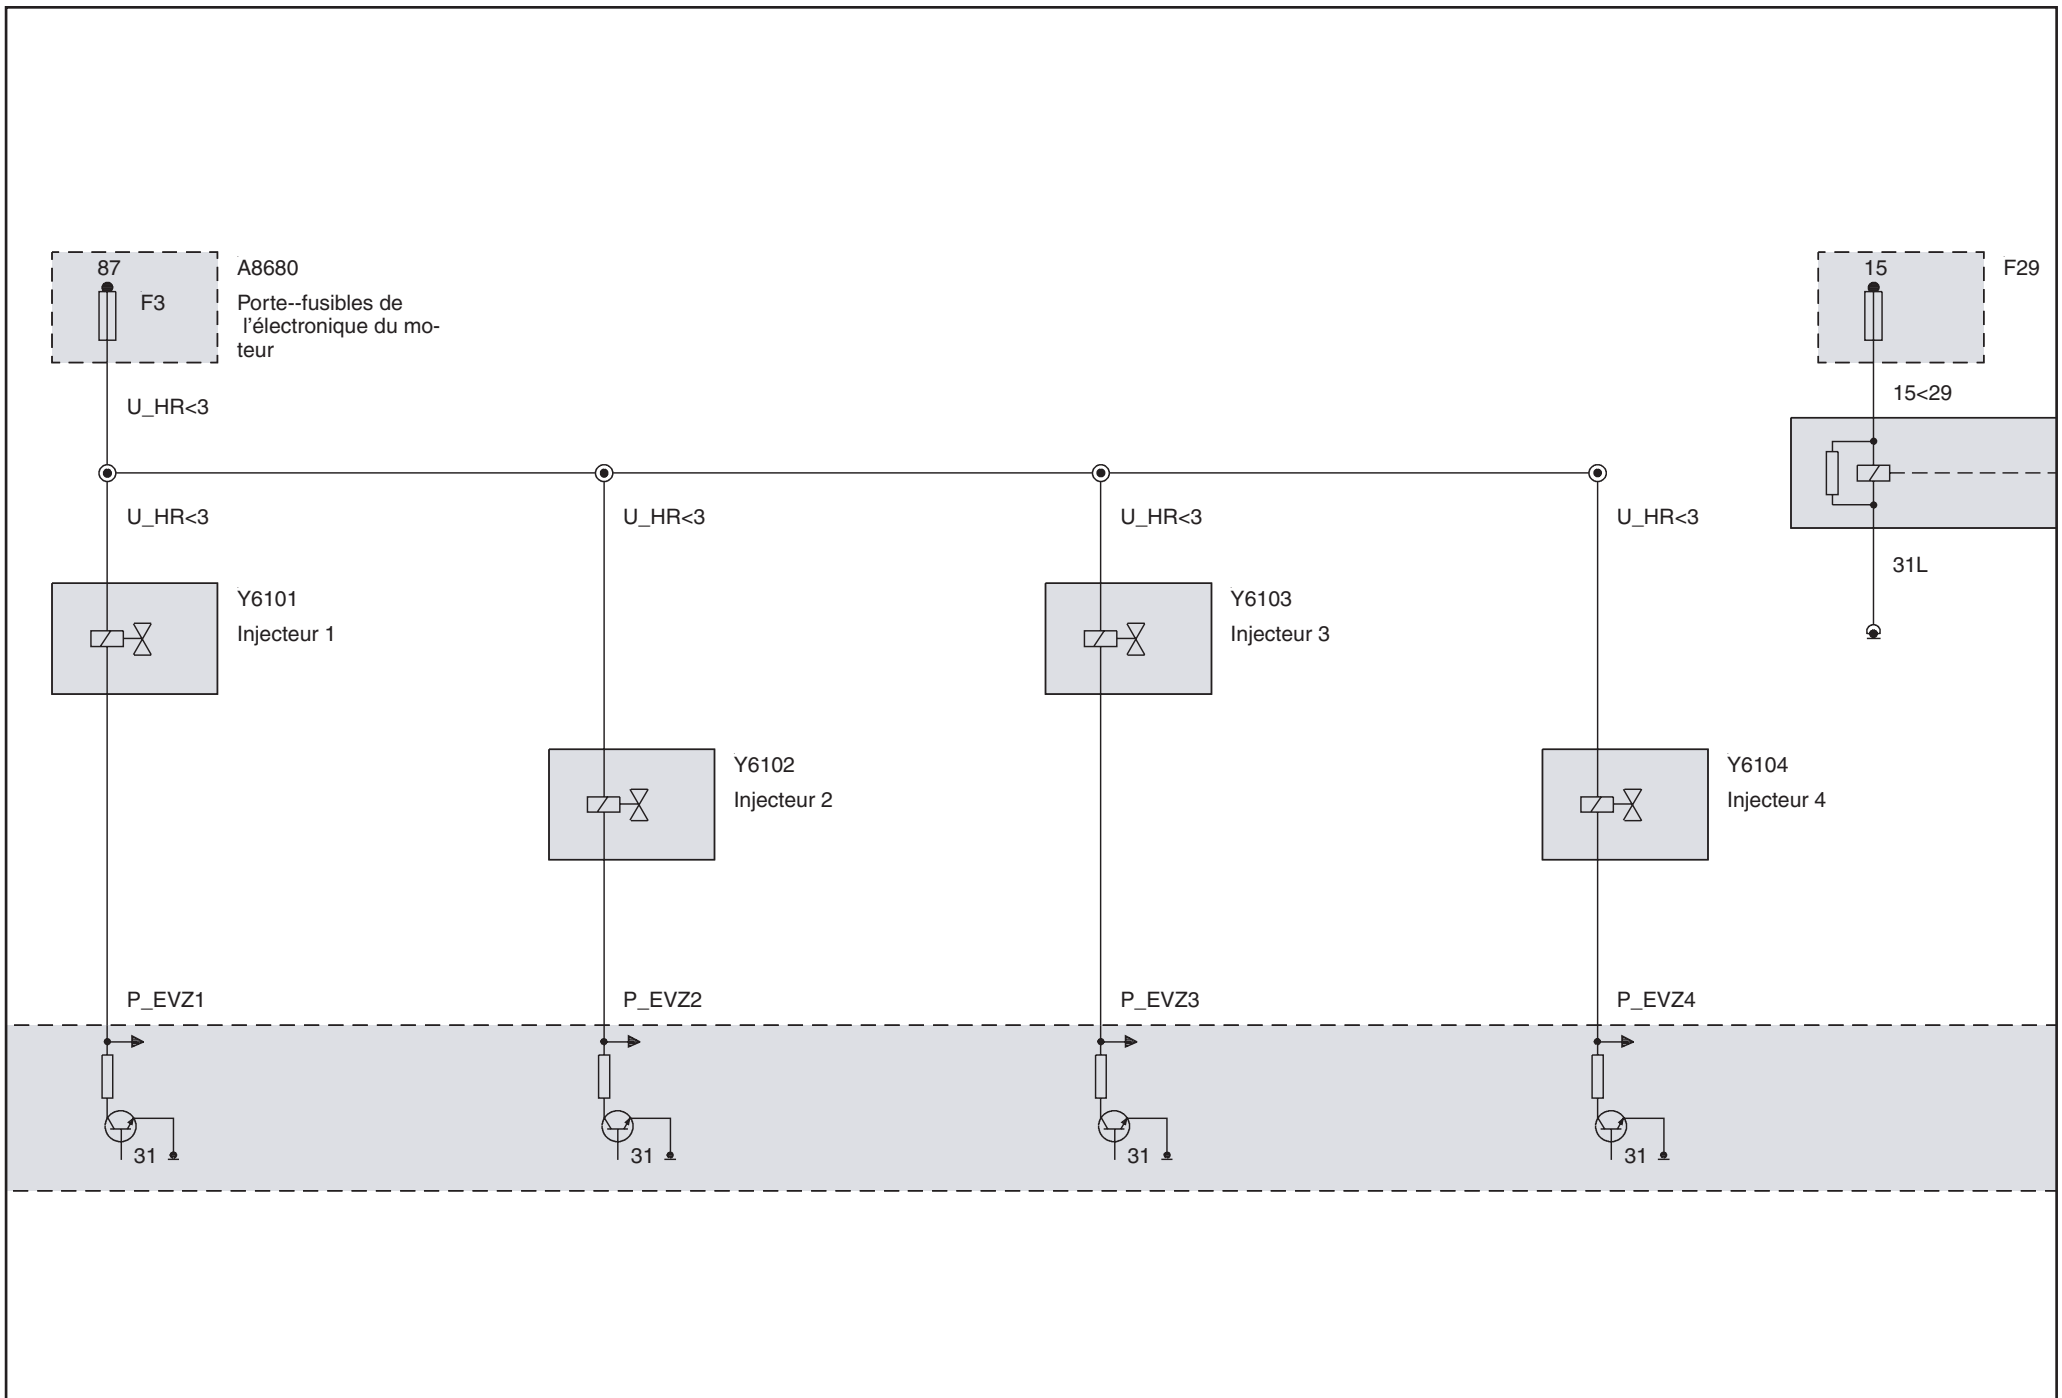 87
F3
A8680
Porte--fusibles de
l'électronique du mo-
teur
15
F29
U_HR<3
15<29
U_HR<3
U_HR<3
U_HR<3
U_HR<3
31L
Y6101
Injecteur 1
Y6103
Injecteur 3
Y6102
Injecteur 2
Y6104
Injecteur 4
P_EVZ1
P_EVZ2
P_EVZ3
P_EVZ4
31
31
31
31